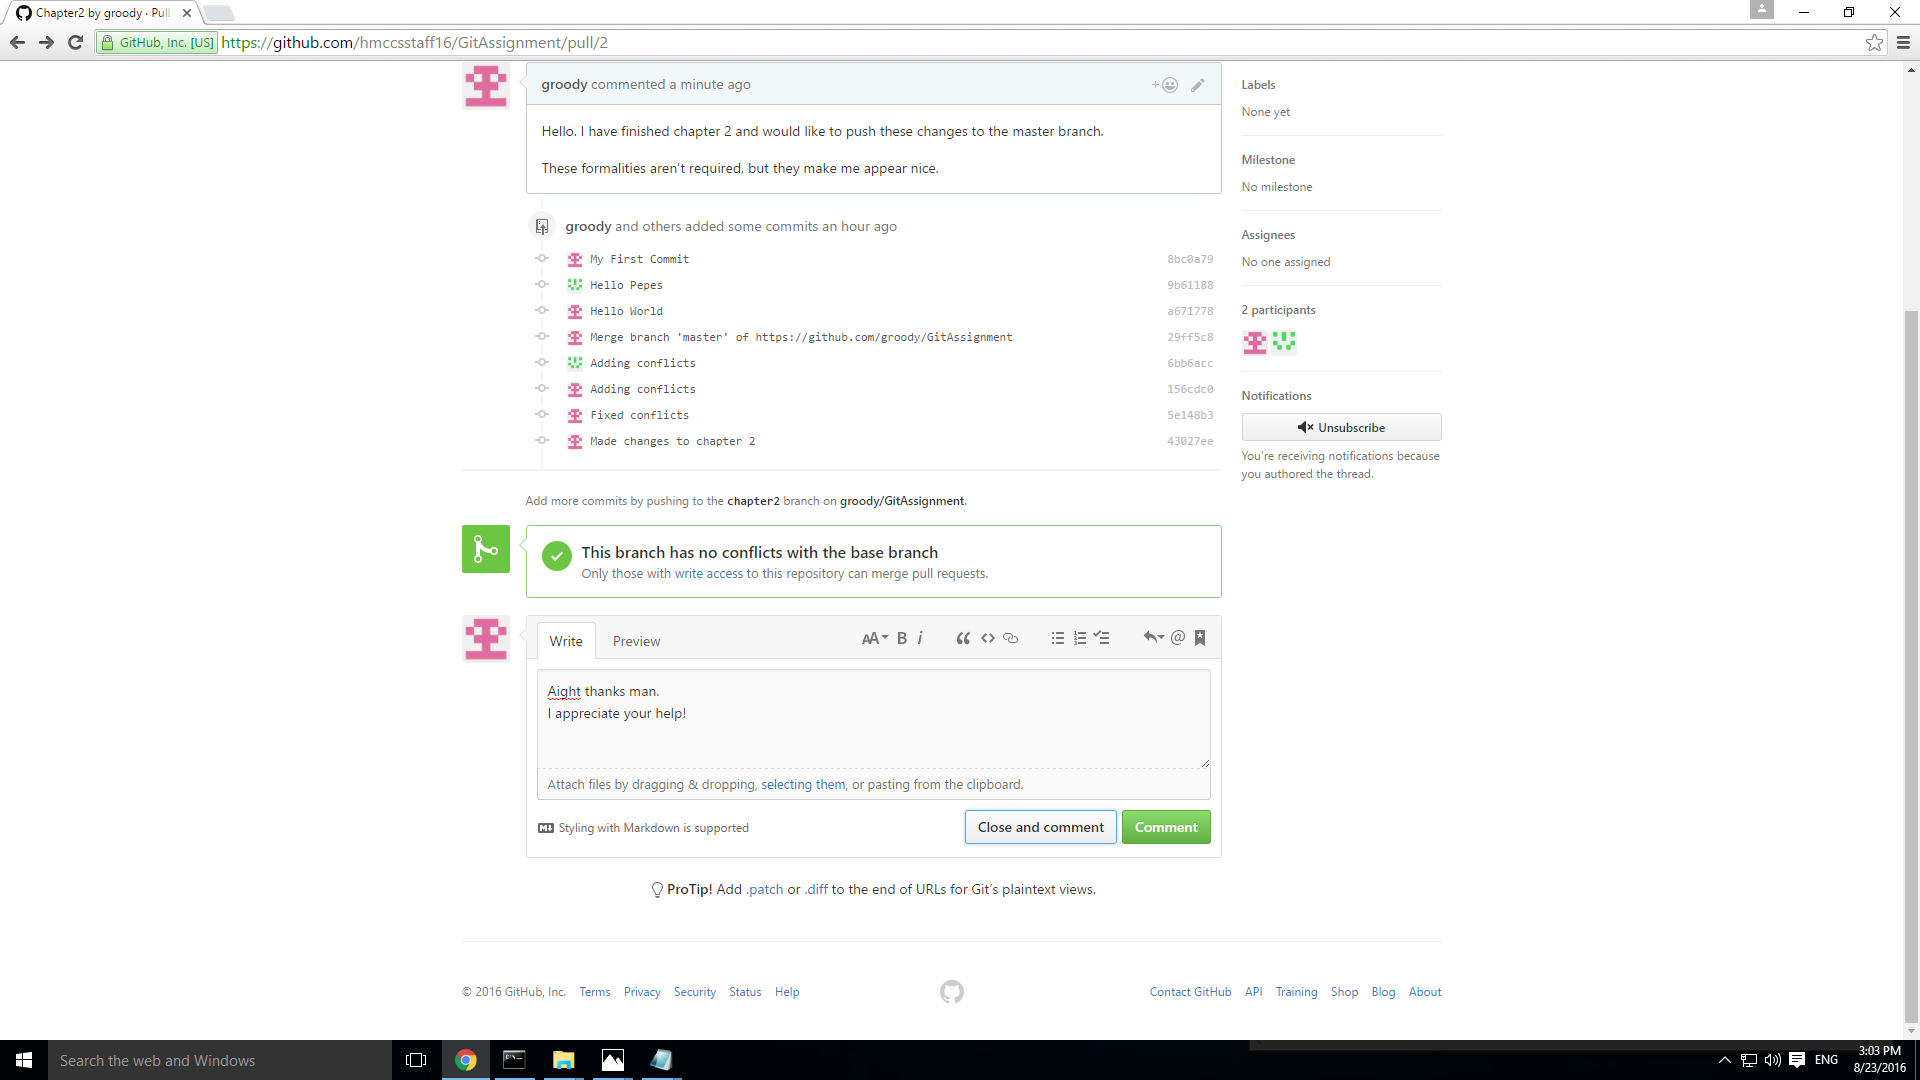 Chapter2 by groody · Pull
GitHub, Inc. [US] https://github.com/hmccsstaff16/GitAssignment/pull/2
groody commented a minute ago
Hello. I have finished chapter 2 and would like to push these changes to the master branch.
These formalities aren't required, but they make me appear nice.
groody and others added some commits an hour ago
My First Commit 8bc0a79
Hello Pepes 9b61188
Hello World a671778
Merge branch 'master' of https://github.com/groody/GitAssignment 29ff5c8
Adding conflicts 6bb6acc
Adding conflicts 156cdc0
Fixed conflicts 5e148b3
Made changes to chapter 2 43027ee
Add more commits by pushing to the chapter2 branch on groody/GitAssignment.
This branch has no conflicts with the base branch
Only those with write access to this repository can merge pull requests.
Write Preview AA B i
Aight thanks man.
I appreciate your help!
Attach files by dragging & dropping, selecting them, or pasting from the clipboard.
Styling with Markdown is supported
Close and comment Comment
ProTip! Add .patch or .diff to the end of URLs for Git's plaintext views.
Labels
None yet
Milestone
No milestone
Assignees
No one assigned
2 participants
Notifications
Unsubscribe
You're receiving notifications because
you authored the thread.
© 2016 GitHub, Inc. Terms Privacy Security Status Help Contact GitHub API Training Shop Blog About
Search the web and Windows
ENG
3:03 PM
8/23/2016